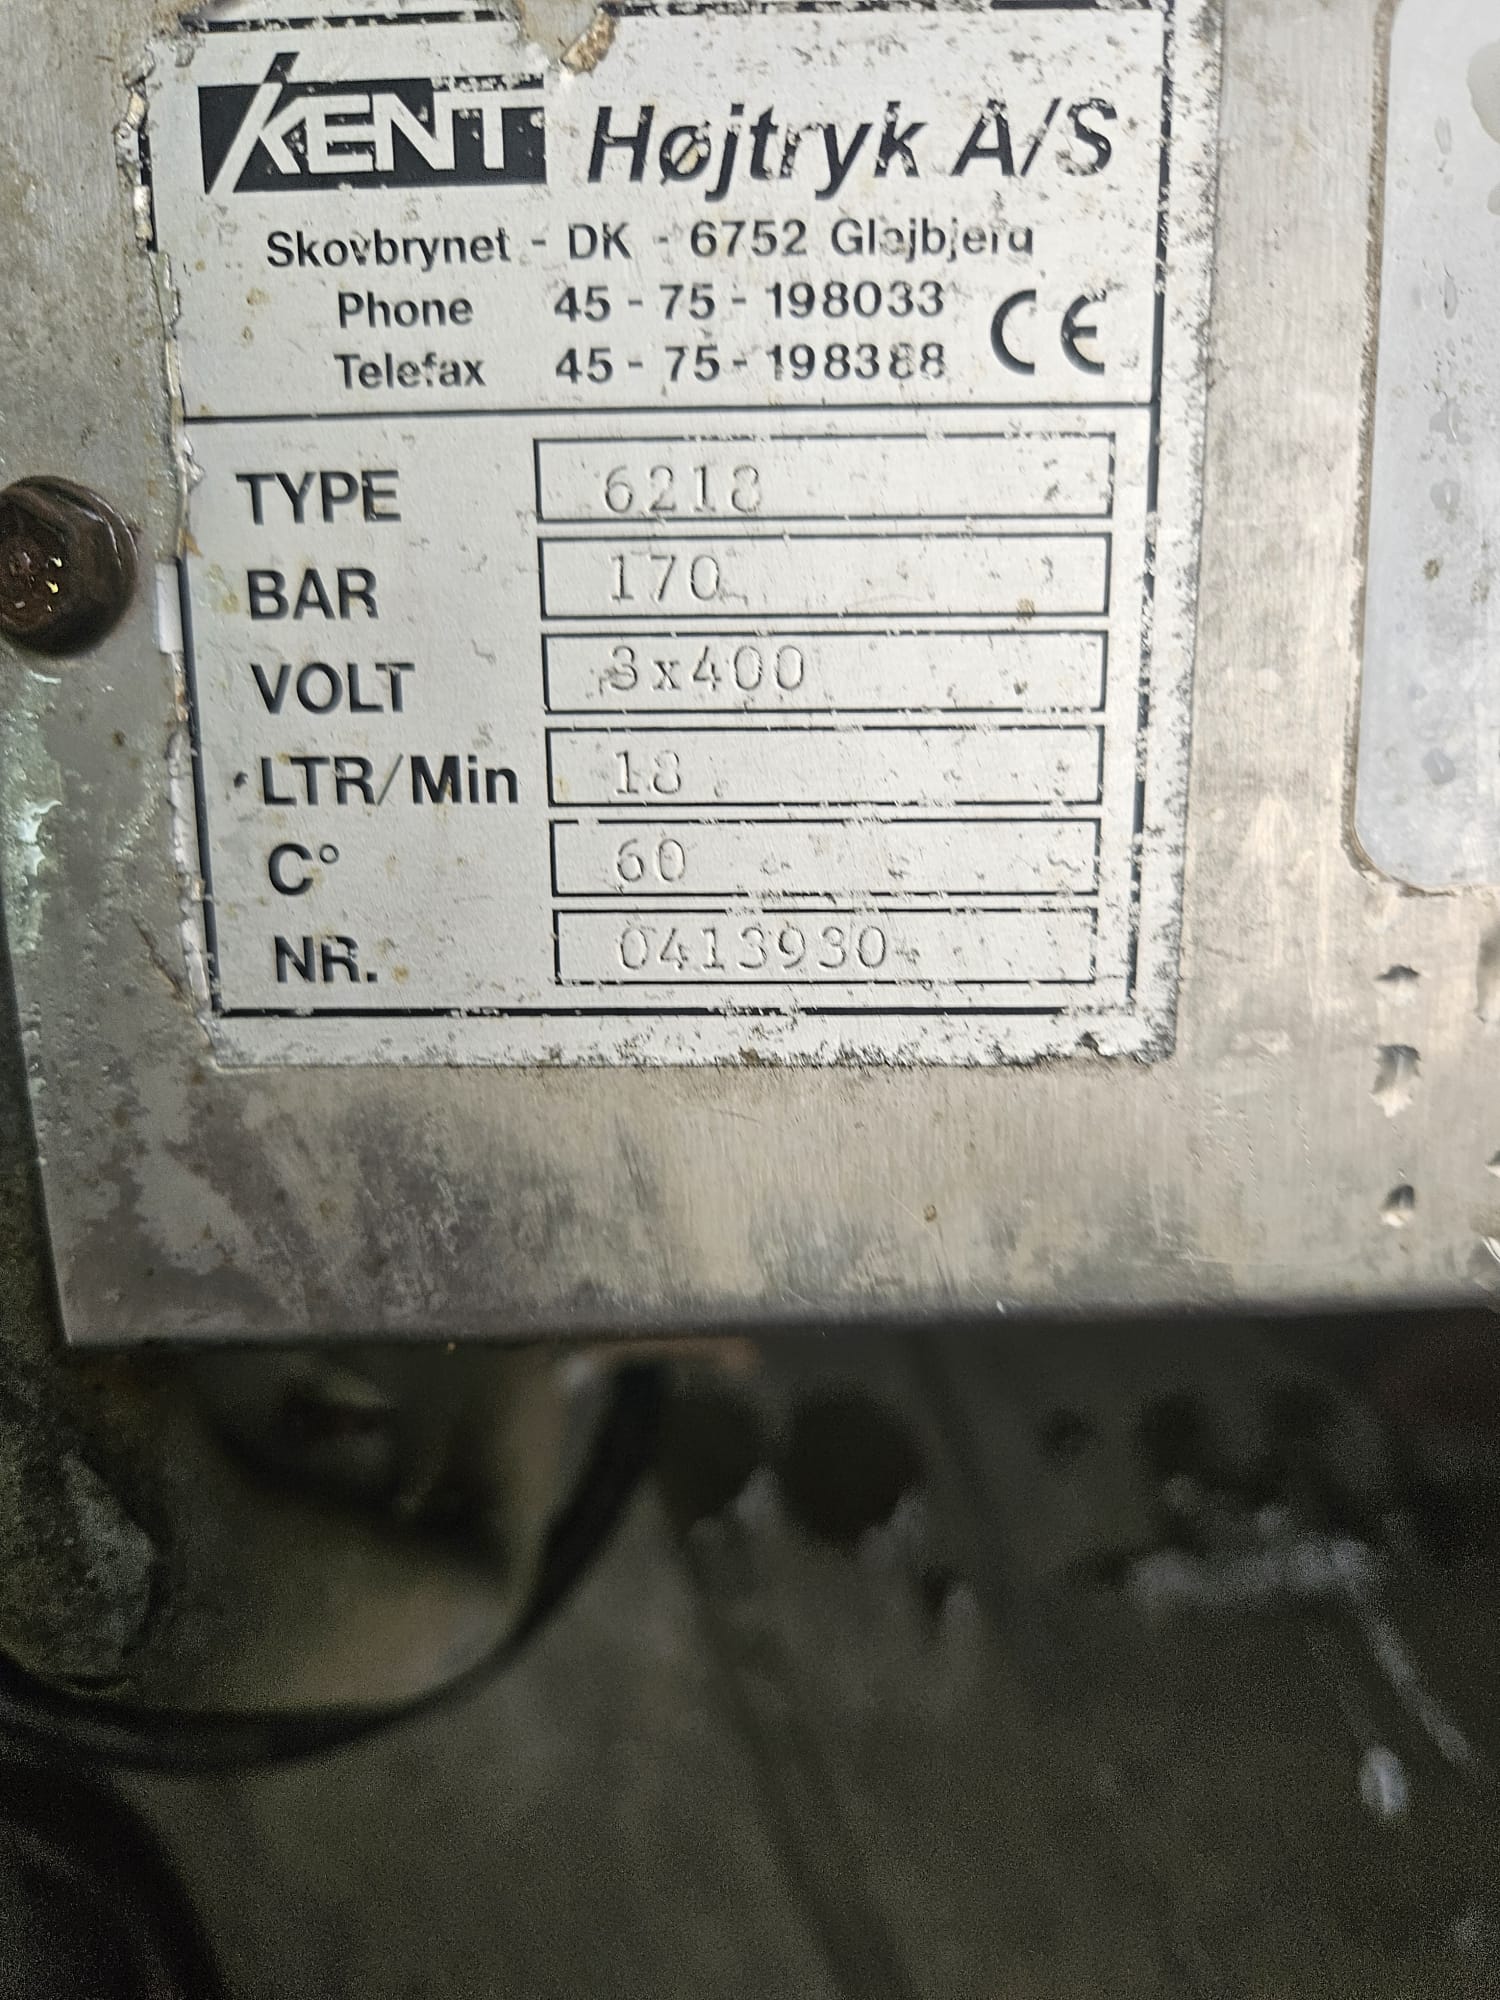 KENT Højtryk A/S
Skovbrynet - DK - 6752 Glejbjerg
Phone 45 - 75 - 198033
Telefax 45 - 75 - 198388
CE
TYPE 6218
BAR 170
VOLT 3x400
LTR/Min 18
C° 60
NR. 0413930